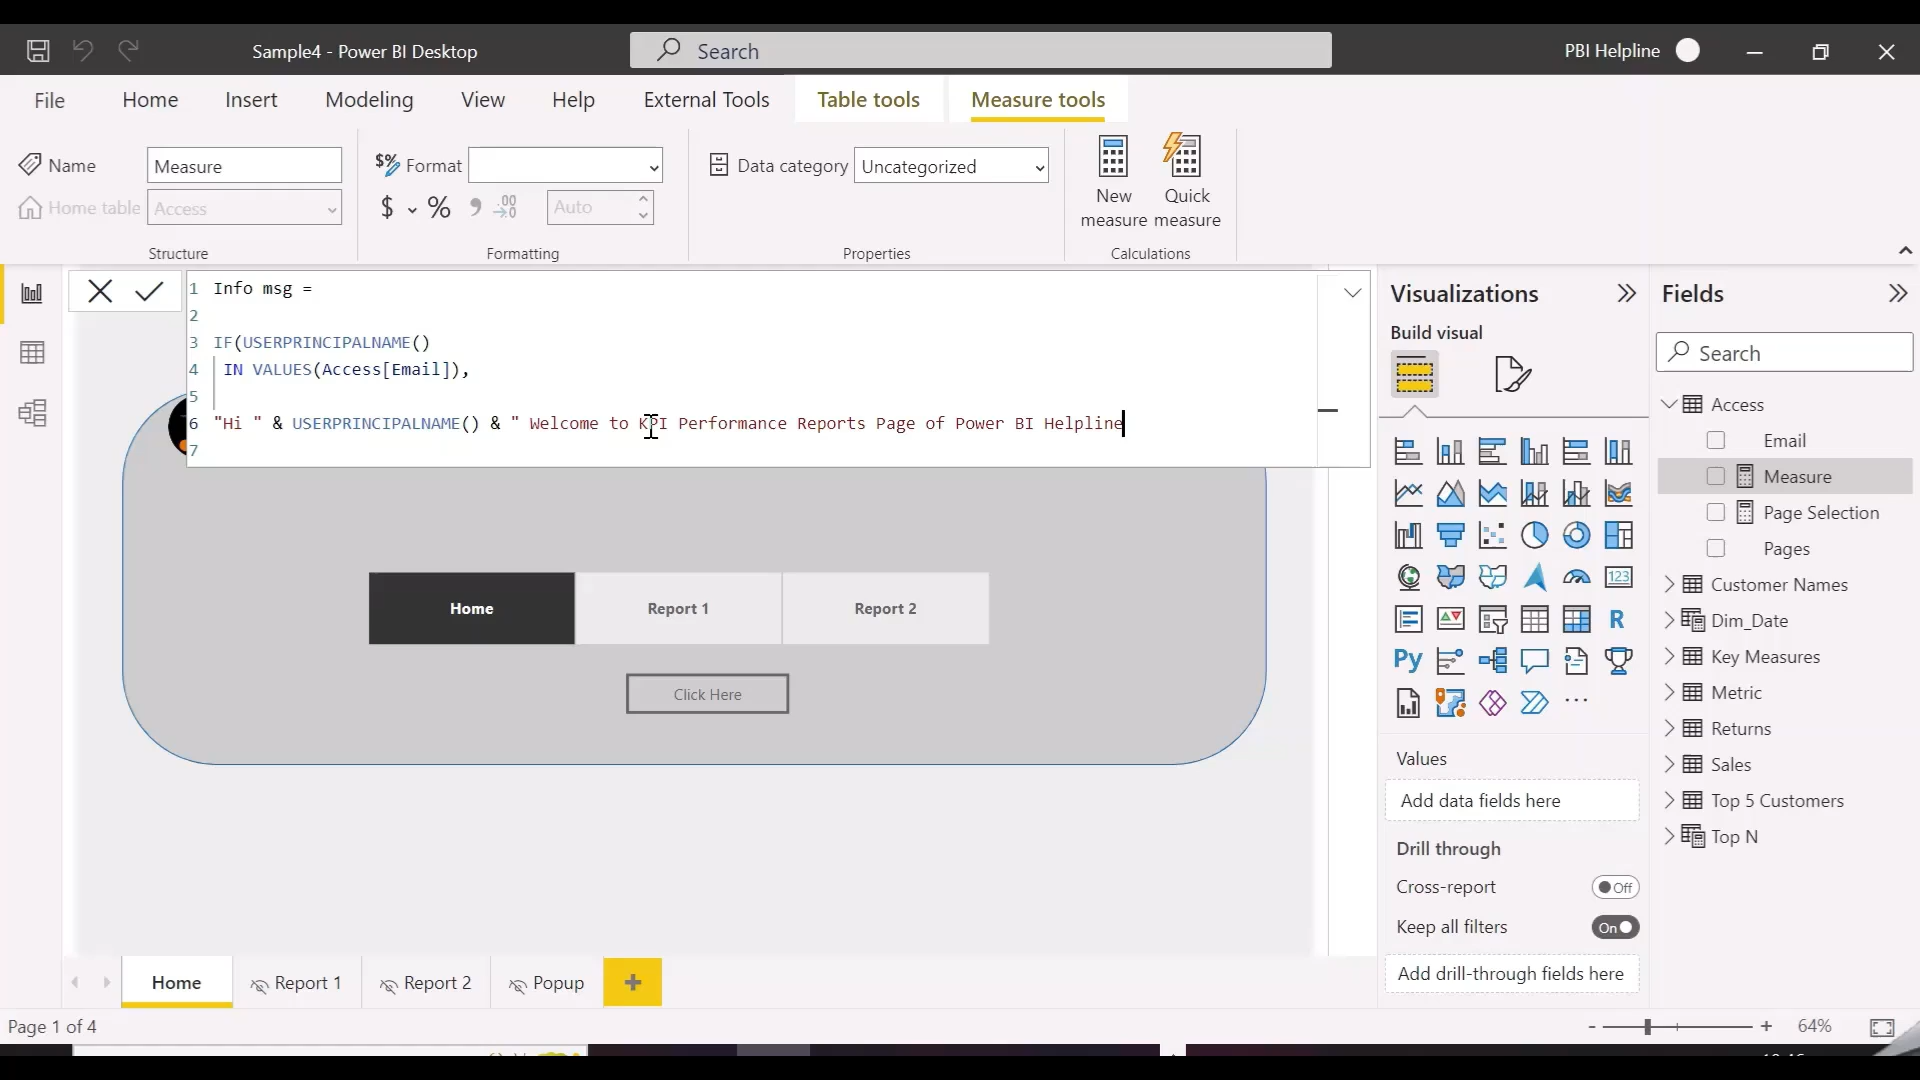 Sample4 - Power BI Desktop
Search
PBI Helpline
File Home Insert Modeling View Help External Tools Table tools Measure tools
Name Measure
Home table Access
Structure
$% Format
$ % 9 .00
Auto
Formatting
Data category Uncategorized
Properties
New measure
Quick measure
Calculations
1 Info msg =
2
3 IF(USERPRINCIPALNAME()
4 IN VALUES(Access[Email]),
5
6 "Hi " & USERPRINCIPALNAME() & " Welcome to KPI Performance Reports Page of Power BI Helpline
7
Home Report 1 Report 2
Click Here
Visualizations
Build visual
123
R
Py
Values
Add data fields here
Drill through
Cross-report Off
Keep all filters On
Add drill-through fields here
Fields
Search
Access
Email
Measure
Page Selection
Pages
Customer Names
Dim_Date
Key Measures
Metric
Returns
Sales
Top 5 Customers
Top N
Home Report 1 Report 2 Popup +
Page 1 of 4
- + 64%